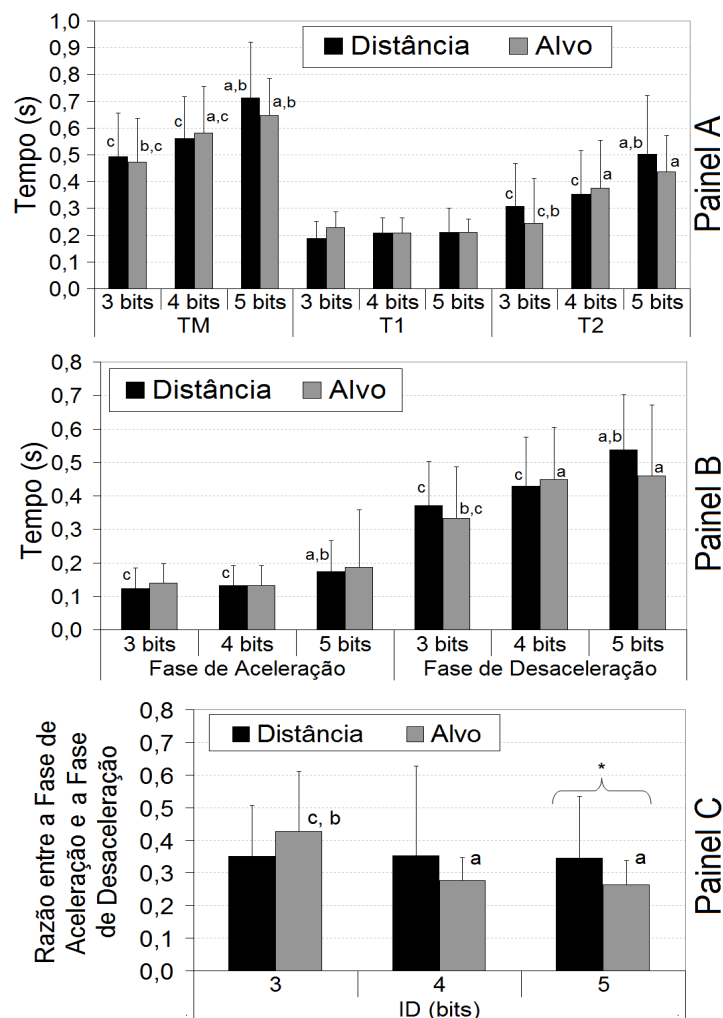 Painel A
Tempo (s)
1,0
0,9
0,8
0,7
0,6
0,5
0,4
0,3
0,2
0,1
0,0
Distância Alvo
c b,c c a,c a,b a,b c c,b c a a,b a
3 bits 4 bits 5 bits 3 bits 4 bits 5 bits 3 bits 4 bits 5 bits
TM T1 T2
Painel B
Tempo (s)
0,8
0,7
0,6
0,5
0,4
0,3
0,2
0,1
0,0
Distância Alvo
c c a,b c b,c c a a,b a
3 bits 4 bits 5 bits 3 bits 4 bits 5 bits
Fase de Aceleração Fase de Desaceleração
Painel C
Razão entre a Fase de
Aceleração e a Fase
de Desaceleração
0,8
0,7
0,6
0,5
0,4
0,3
0,2
0,1
0,0
Distância Alvo
*
c, b a a
3 4 5
ID (bits)